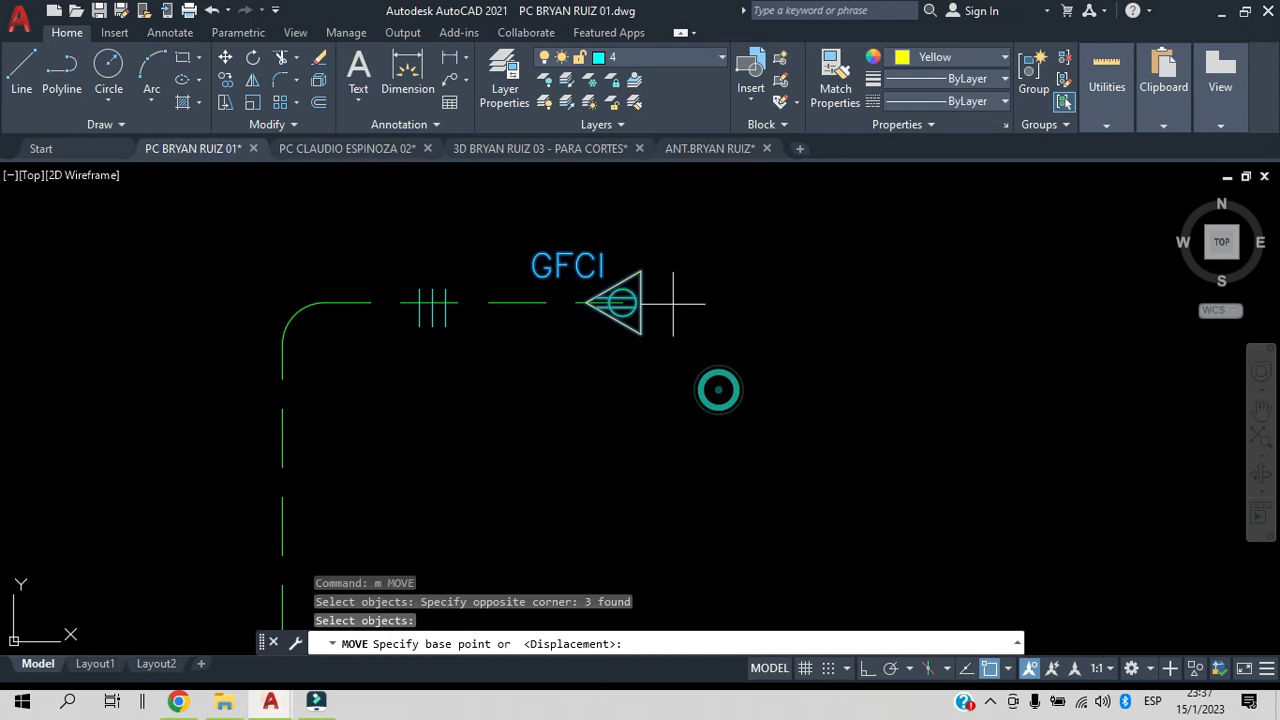 Autodesk AutoCAD 2021 PC BRYAN RUIZ 01.dwg
Type a keyword or phrase
Sign In
Home Insert Annotate Parametric View Manage Output Add-ins Collaborate Featured Apps
Line Polyline Circle Arc
Text Dimension
Layer Properties
4
Insert
Match Properties
Yellow
ByLayer
ByLayer
Group
Utilities
Clipboard
View
Draw Modify Annotation Layers Block Properties Groups
Start PC BRYAN RUIZ 01* PC CLAUDIO ESPINOZA 02* 3D BRYAN RUIZ 03 - PARA CORTES* ANT.BRYAN RUIZ*
[−][Top][2D Wireframe]
N
W TOP E
S
WCS
GFCI
Y
X
Command: m MOVE
Select objects: Specify opposite corner: 3 found
Select objects:
MOVE Specify base point or <Displacement>:
Model Layout1 Layout2
MODEL 1:1
ESP
23:37
15/1/2023